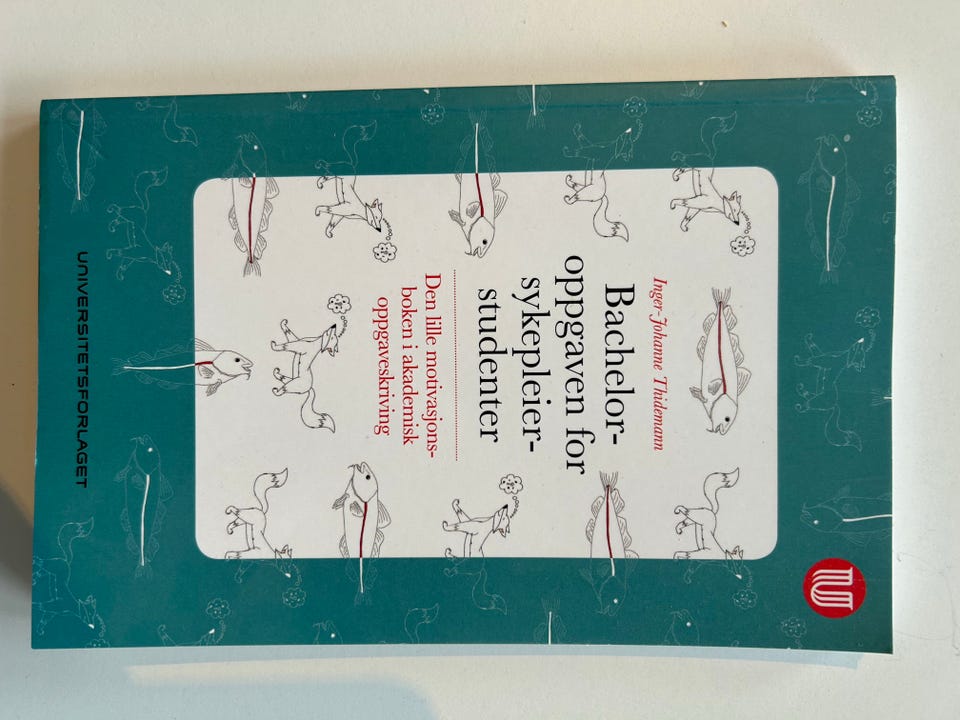 Inger-Johanne Thidemann
Bachelor-
oppgaven for
sykepleier-
studenter
Den lille motivasjons-
boken i akademisk
oppgaveskriving
UNIVERSITETSFORLAGET